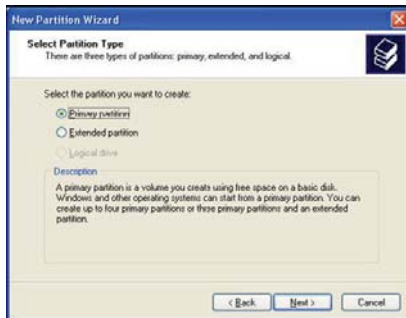 New Partition Wizard
Select Partition Type
There are three types of partitions: primary, extended, and logical.
Select the partition you want to create:
Primary partition
Extended partition
Logical drive
Description
A primary partition is a volume you create using free space on a basic disk.
Windows and other operating systems can start from a primary partition. You can
create up to four primary partitions or three primary partitions and an extended
partition.
< Back Next > Cancel